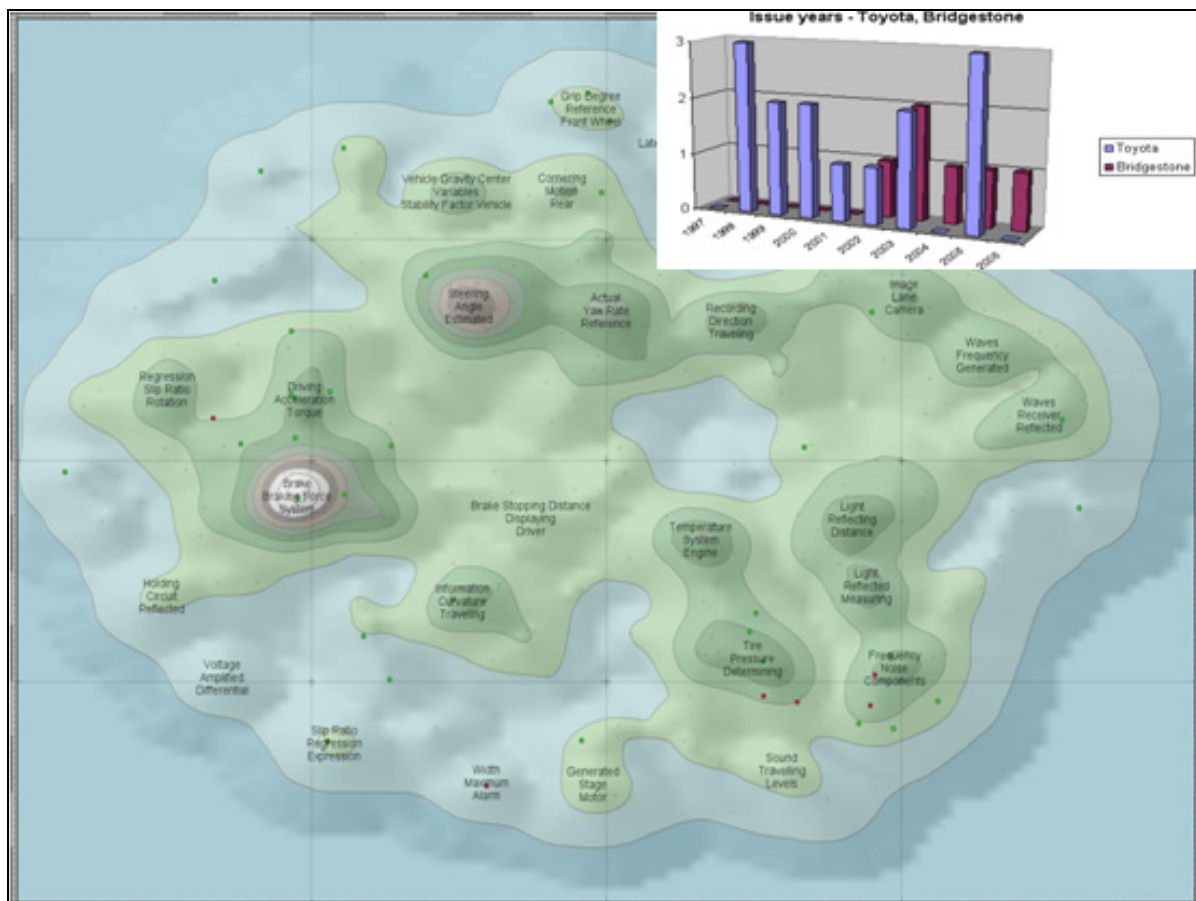 Issue years - Toyota, Bridgestone
3
2
1
0
1997
1998
1999
2000
2001
2002
2003
2004
Toyota
Bridgestone
Grip Degree
Reference
Front Wheel
Late
Vehicle Gravity Center
Variables
Stability Factor Vehicle
Cornering
Motion
Rear
Steering
Angle
Estimated
Actual
Yaw Rate
Reference
Recording
Direction
Traveling
Image
Lane
Camera
Waves
Frequency
Generated
Waves
Receiver
Reflected
Regression
Slip Ratio
Rotation
Driving
Acceleration
Torque
Brake
Braking Force
System
Brake Stopping Distance
Displaying
Driver
Temperature
System
Engine
Light
Reflecting
Distance
Light
Reflected
Measuring
Holding
Circuit
Reflected
Information
Curvature
Traveling
Tire
Pressure
Determining
Frequency
Noise
Components
Voltage
Amplified
Differential
Slip Ratio
Regression
Expression
Width
Maximum
Alarm
Generated
Stage
Motor
Sound
Travelling
Levels